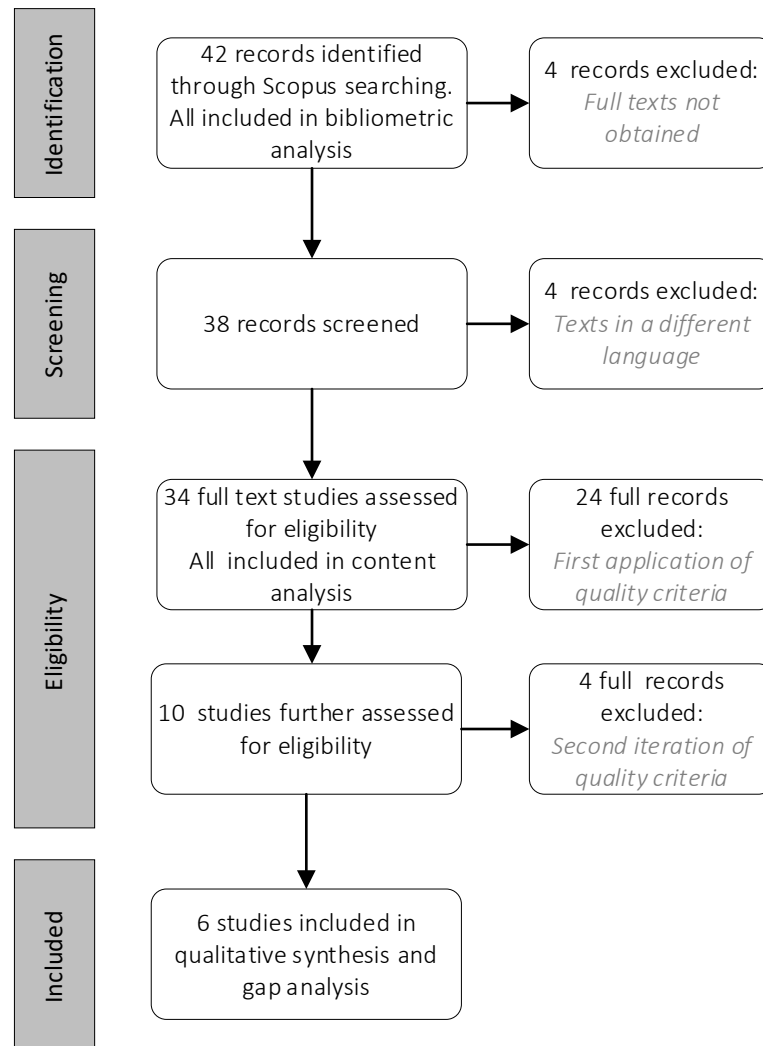 Identification
42 records identified
through Scopus searching.
All included in bibliometric
analysis
4 records excluded:
Full texts not
obtained
Screening
38 records screened
4 records excluded:
Texts in a different
language
Eligibility
34 full text studies assessed
for eligibility
All included in content
analysis
24 full records
excluded:
First application of
quality criteria
10 studies further assessed
for eligibility
4 full records
excluded:
Second iteration of
quality criteria
Included
6 studies included in
qualitative synthesis and
gap analysis